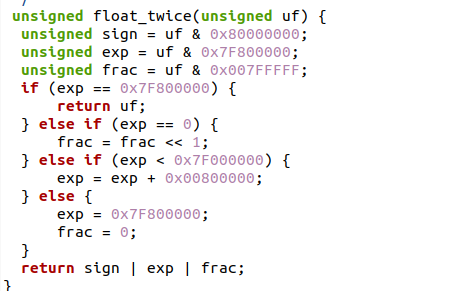 unsigned float_twice(unsigned uf) {
unsigned sign = uf & 0x80000000;
unsigned exp = uf & 0x7F800000;
unsigned frac = uf & 0x007FFFFF;
if (exp == 0x7F800000) {
return uf;
} else if (exp == 0) {
frac = frac << 1;
} else if (exp < 0x7F000000) {
exp = exp + 0x00800000;
} else {
exp = 0x7F800000;
frac = 0;
}
return sign | exp | frac;
}